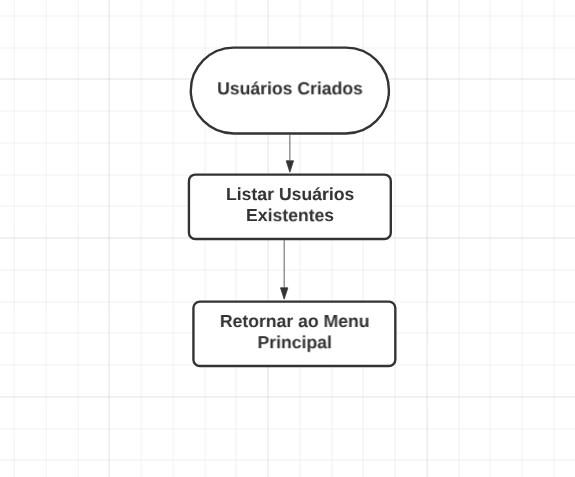 Usuários Criados
Listar Usuários
Existentes
Retornar ao Menu
Principal